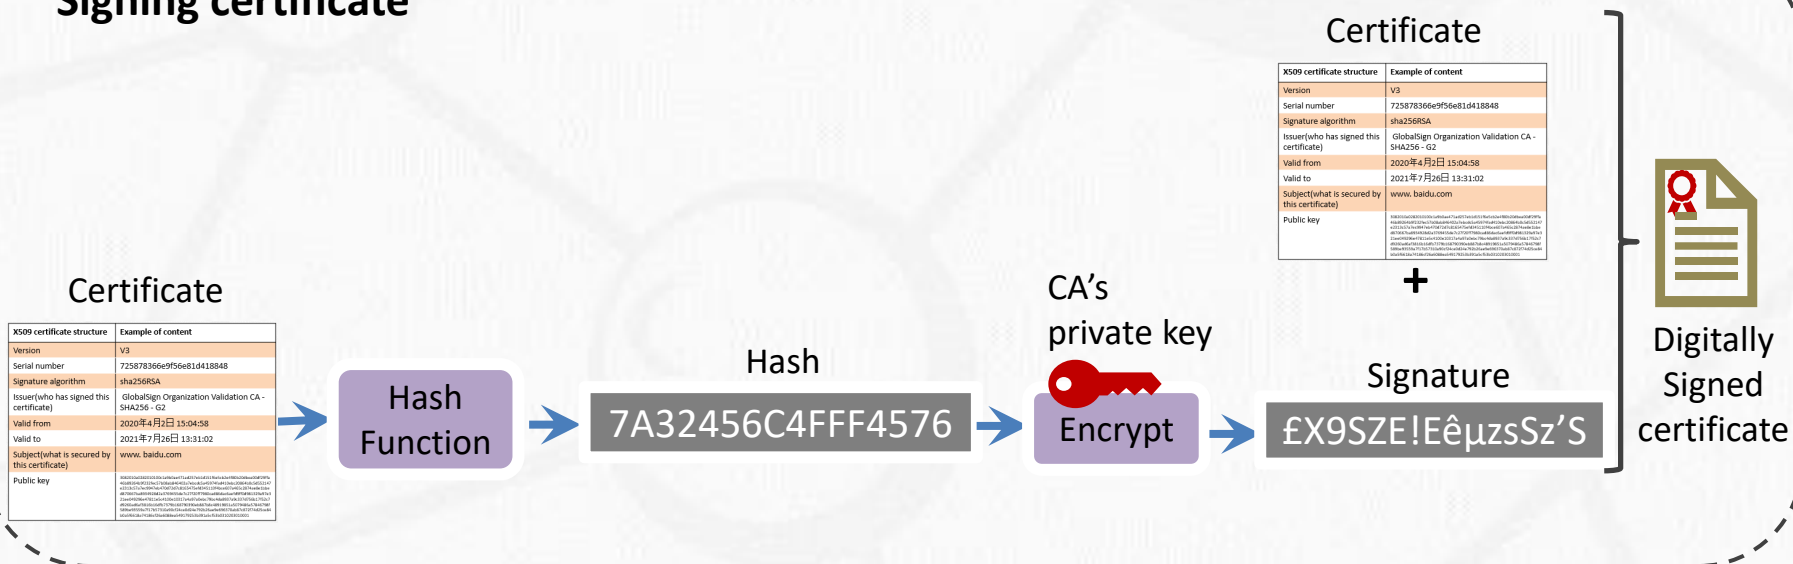 Signing certificate
Certificate
X509 certificate structure Example of content
Version V3
Serial number 725878366e9f56e81d418848
Signature algorithm sha256RSA
Issuer(who has signed this GlobalSign Organization Validation CA -
certificate) SHA256 - G2
Valid from 2020年4月2日 15:04:58
Valid to 2021年7月26日 13:31:02
Subject(what is secured by www. baidu.com
this certificate)
Public key
+
Certificate
X509 certificate structure Example of content
Version V3
Serial number 725878366e9f56e81d418848
Signature algorithm sha256RSA
Issuer(who has signed this GlobalSign Organization Validation CA -
certificate) SHA256 - G2
Valid from 2020年4月2日 15:04:58
Valid to 2021年7月26日 13:31:02
Subject(what is secured by www. baidu.com
this certificate)
Public key
Hash
Function
Hash
7A32456C4FFF4576
CA’s
private key
Encrypt
Signature
£X9SZE!EêµzsSz’S
Digitally
Signed
certificate